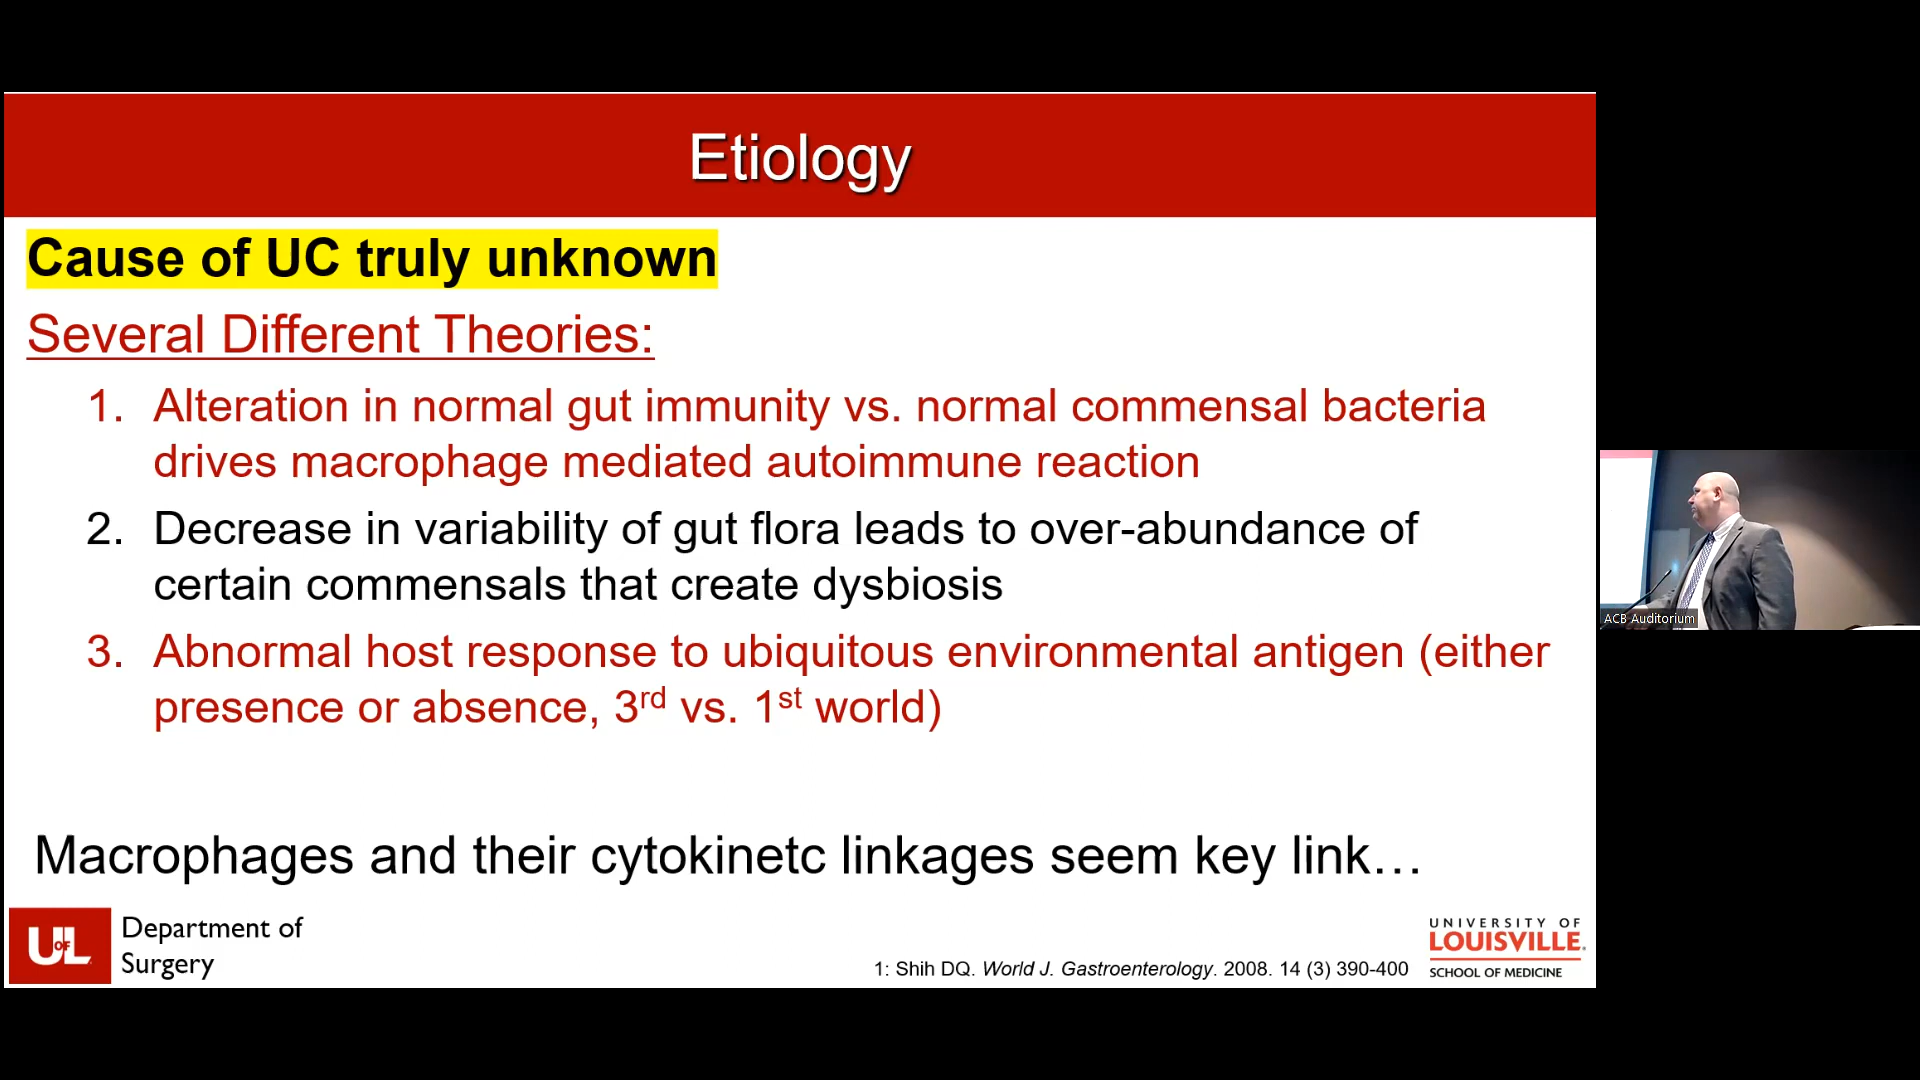 Etiology
Cause of UC truly unknown
Several Different Theories:
1. Alteration in normal gut immunity vs. normal commensal bacteria
drives macrophage mediated autoimmune reaction
2. Decrease in variability of gut flora leads to over-abundance of
certain commensals that create dysbiosis
3. Abnormal host response to ubiquitous environmental antigen (either
presence or absence, 3rd vs. 1st world)
Macrophages and their cytokinetc linkages seem key link…
UL OF
Department of
Surgery
1: Shih DQ. World J. Gastroenterology. 2008. 14 (3) 390-400
UNIVERSITY OF
LOUISVILLE.
SCHOOL OF MEDICINE
ACB Auditorium